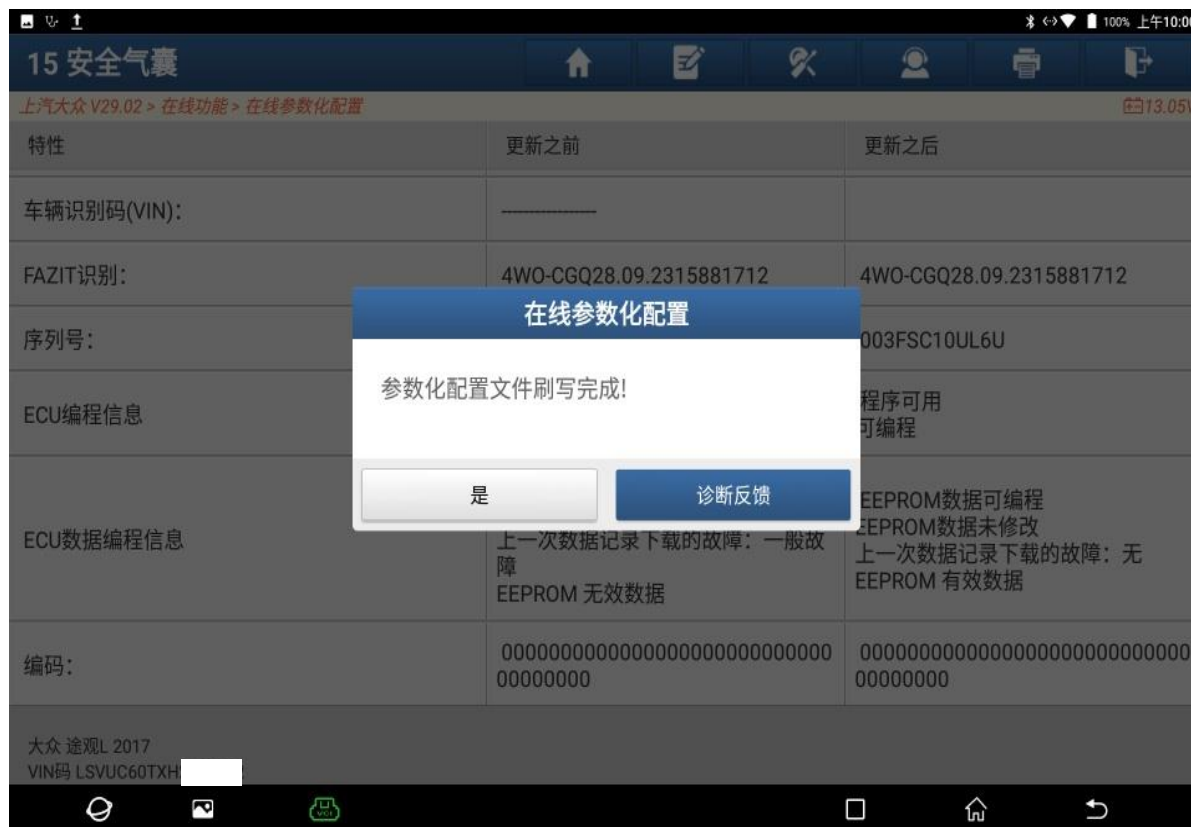 100% 上午10:00
15 安全气囊
上汽大众 V29.02 > 在线功能 > 在线参数化配置
13.05V
特性
更新之前
更新之后
车辆识别码(VIN):
----------------
FAZIT识别:
4WO-CGQ28.09.2315881712
4WO-CGQ28.09.2315881712
在线参数化配置
序列号:
003FSC10UL6U
参数化配置文件刷写完成!
ECU编程信息
程序可用
可编程
是
诊断反馈
ECU数据编程信息
上一次数据记录下载的故障: 一般故
障
EEPROM 无效数据
EEPROM数据可编程
EEPROM数据未修改
上一次数据记录下载的故障: 无
EEPROM 有效数据
编码:
0000000000000000000000000000
00000000
0000000000000000000000000000
00000000
大众 途观L 2017
VIN码 LSVUC60TXH
VCI